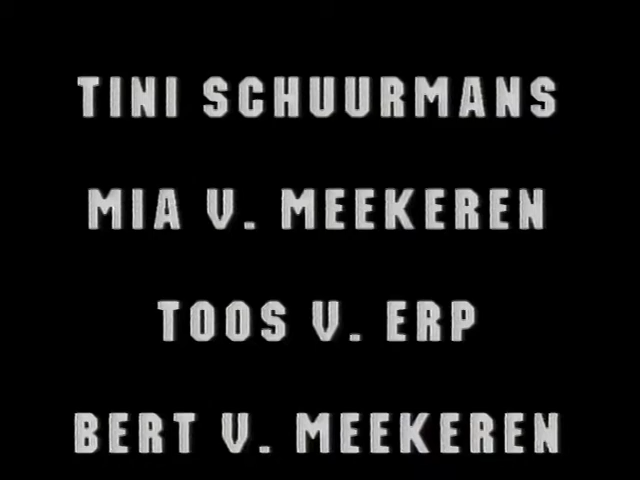 TINI SCHUURMANS
MIA V. MEEKEREN
TOOS V. ERP
BERT V. MEEKEREN